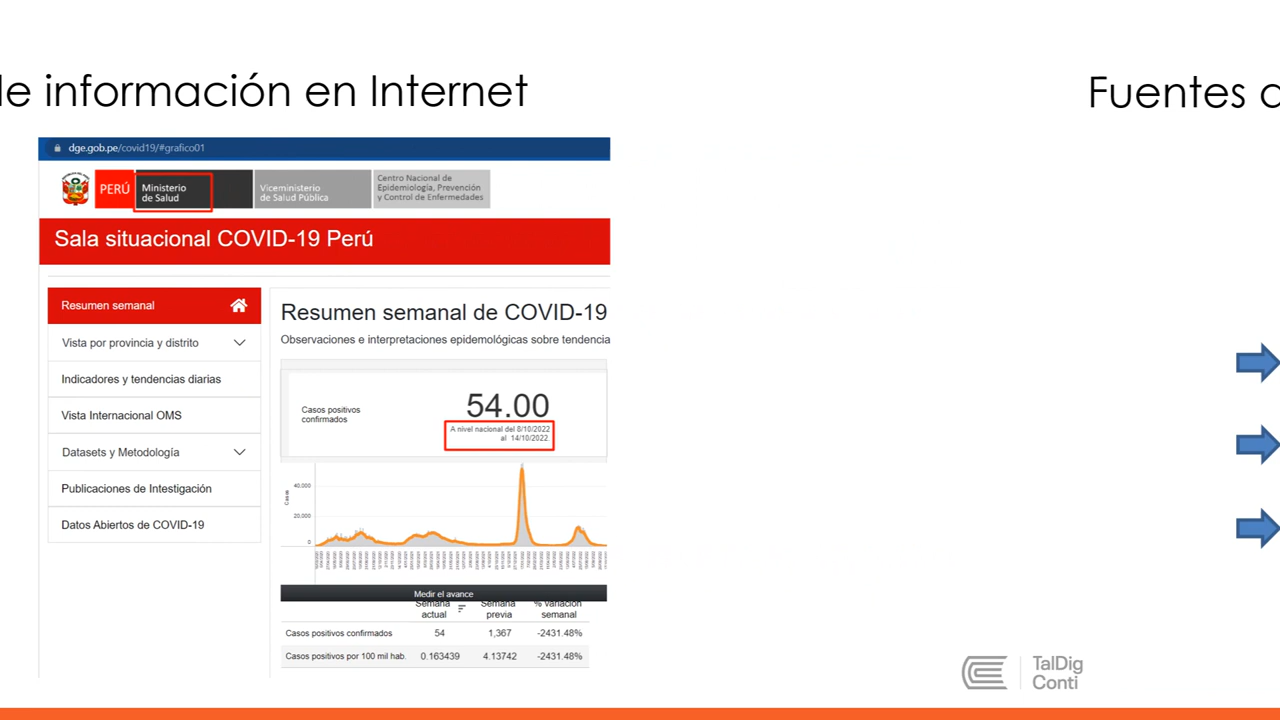 de información en Internet
Fuentes d
dge.gob.pe/covid19/#grafico01
PERÚ
Ministerio
de Salud
Viceministerio
de Salud Pública
Centro Nacional de
Epidemiologia, Prevención
y Control de Enfermedades
Sala situacional COVID-19 Perú
Resumen semanal
Vista por provincia y distrito
Indicadores y tendencias diarias
Vista Internacional OMS
Datasets y Metodología
Publicaciones de Intestigación
Datos Abiertos de COVID-19
Resumen semanal de COVID-19
Observaciones e interpretaciones epidemológicas sobre tendencia
Casos positivos
confirmados
54.00
A nivel nacional del 8/10/2022
al 14/10/2022.
Casos
40,000
20,000
0
Medir el avance
Semana
actual
Semana
previa
% variación
semanal
Casos positivos confirmados 54 1,367 -2431.48%
Casos positivos por 100 mil hab. 0.163439 4.13742 -2431.48%
TalDig
Conti